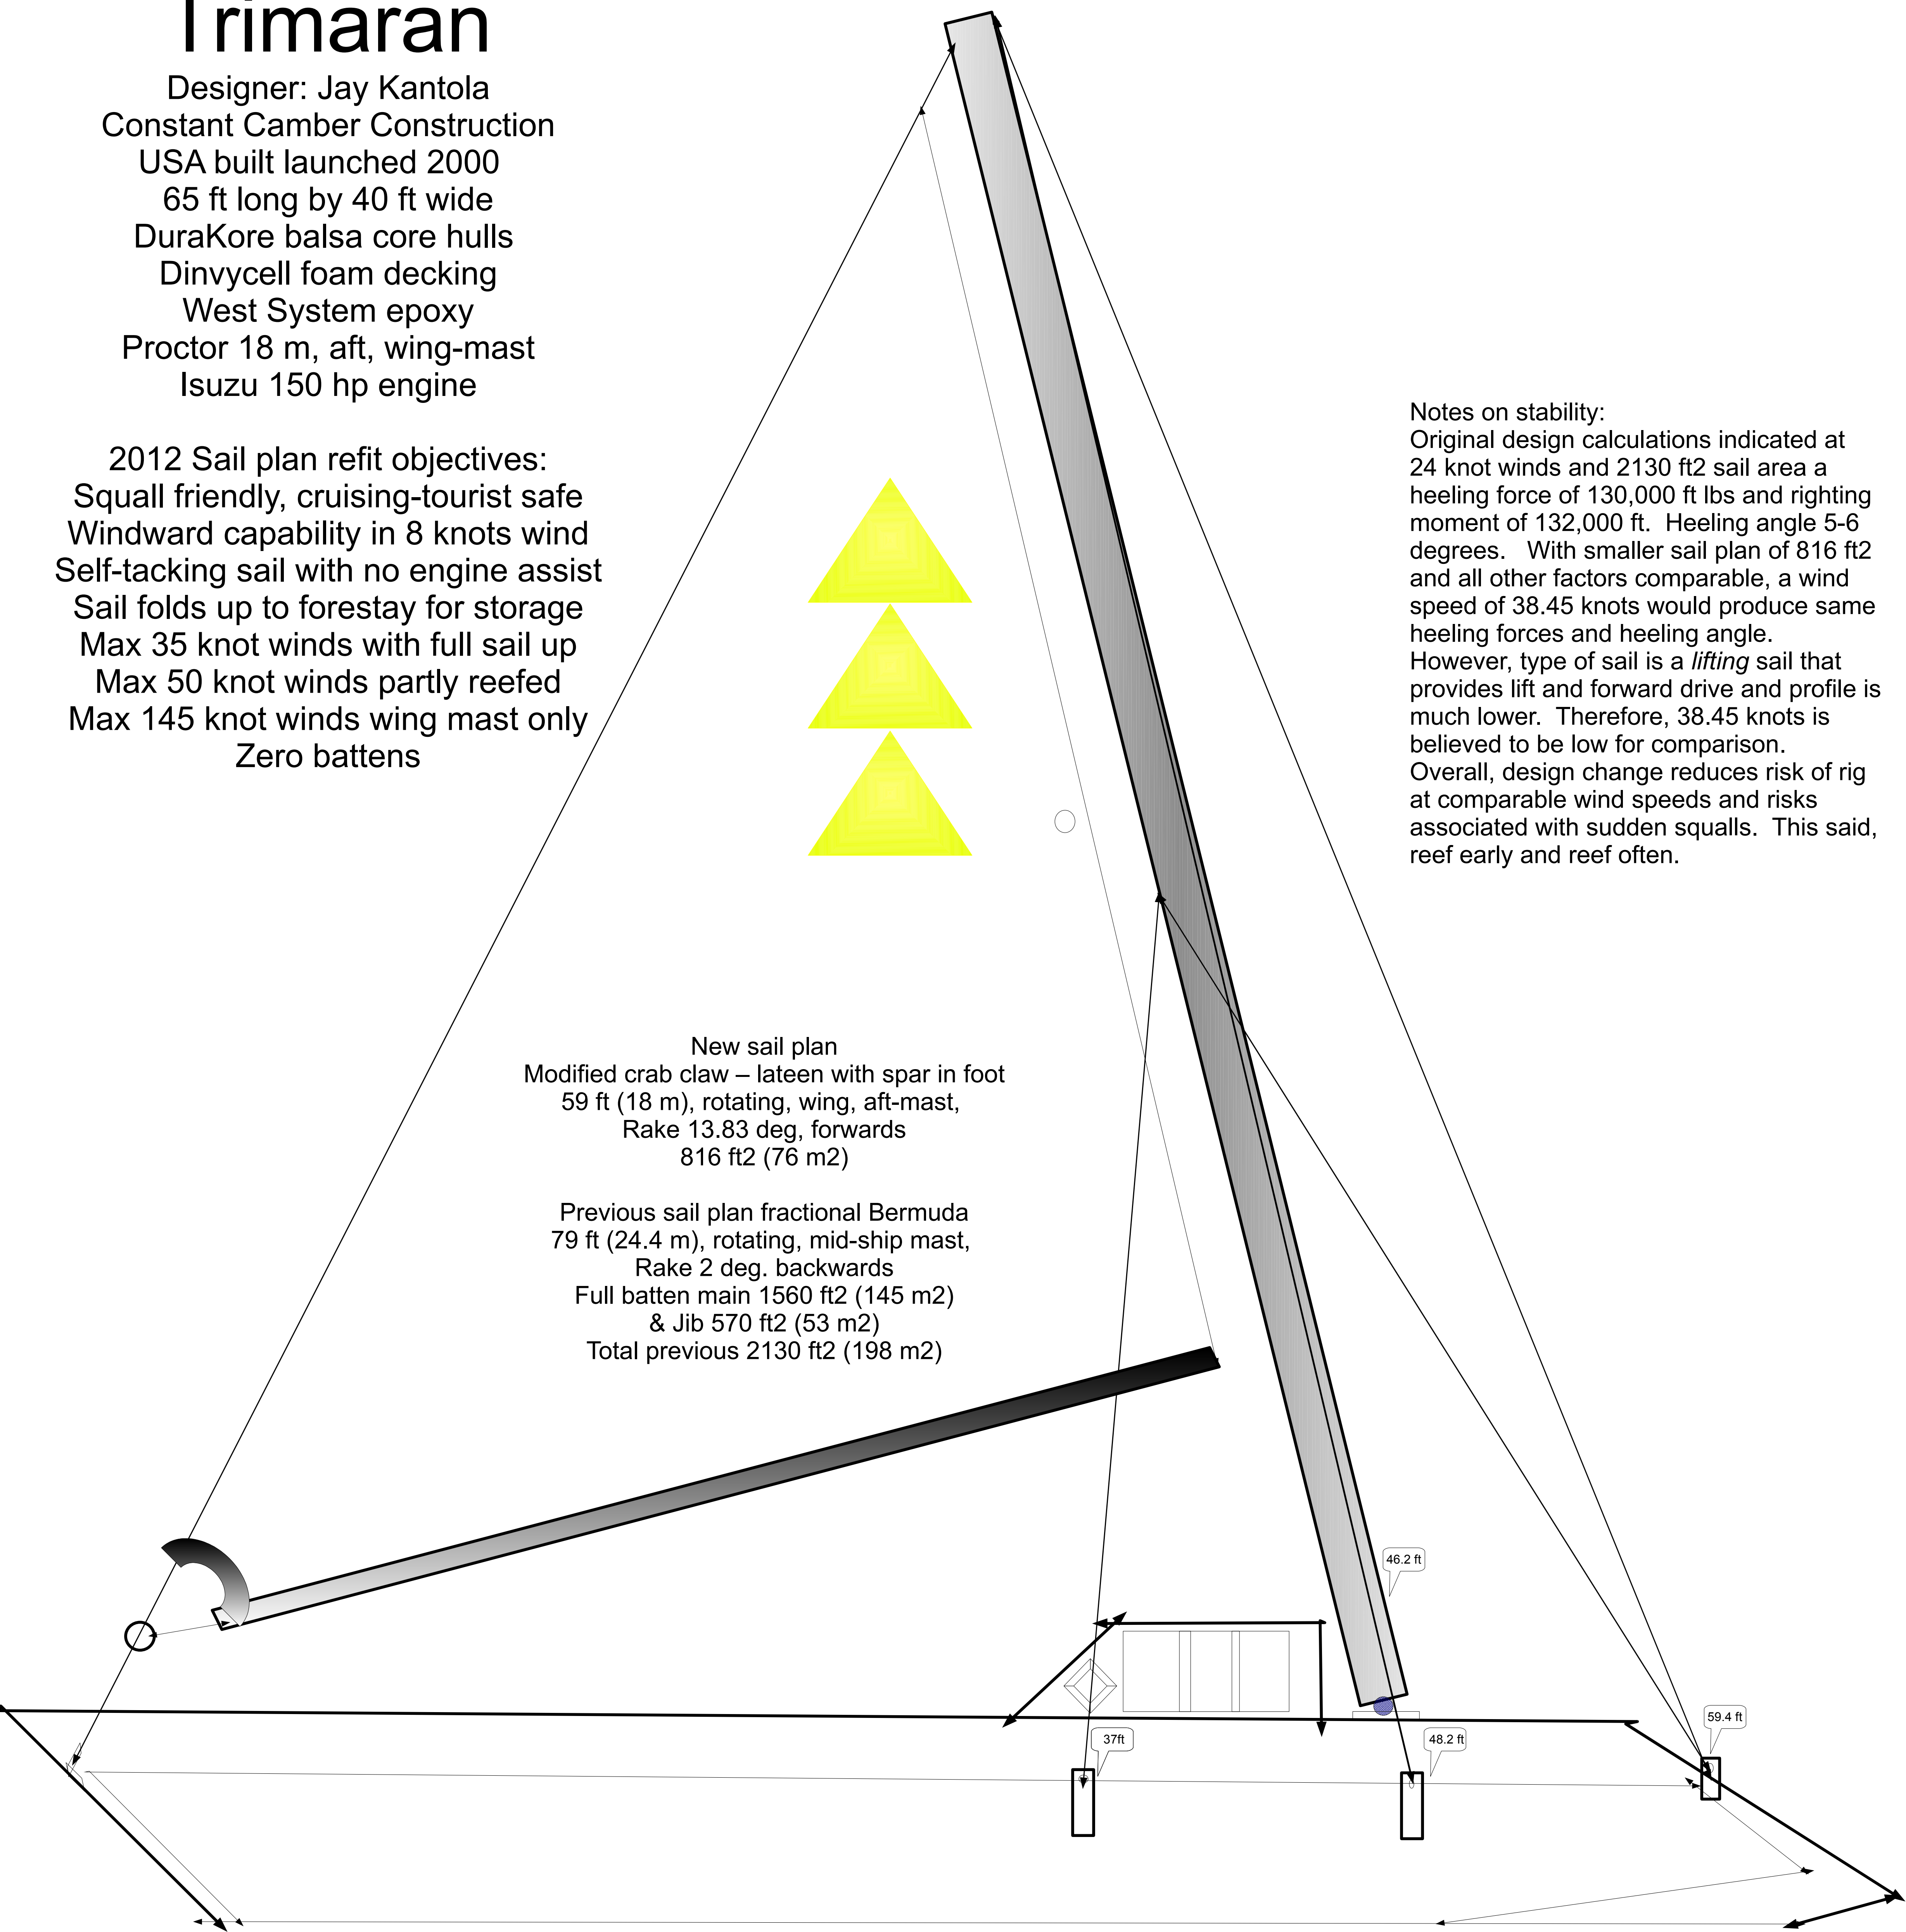 Trimaran
Designer: Jay Kantola
Constant Camber Construction
USA built launched 2000
65 ft long by 40 ft wide
DuraKore balsa core hulls
Dinvycell foam decking
West System epoxy
Proctor 18 m, aft, wing-mast
Isuzu 150 hp engine
2012 Sail plan refit objectives:
Squall friendly, cruising-tourist safe
Windward capability in 8 knots wind
Self-tacking sail with no engine assist
Sail folds up to forestay for storage
Max 35 knot winds with full sail up
Max 50 knot winds partly reefed
Max 145 knot winds wing mast only
Zero battens
Notes on stability:
Original design calculations indicated at
24 knot winds and 2130 ft2 sail area a
heeling force of 130,000 ft lbs and righting
moment of 132,000 ft.  Heeling angle 5-6
degrees.   With smaller sail plan of 816 ft2
and all other factors comparable, a wind
speed of 38.45 knots would produce same
heeling forces and heeling angle.
However, type of sail is a lifting sail that
provides lift and forward drive and profile is
much lower.  Therefore, 38.45 knots is
believed to be low for comparison.
Overall, design change reduces risk of rig
at comparable wind speeds and risks
associated with sudden squalls.  This said,
reef early and reef often.
New sail plan
Modified crab claw – lateen with spar in foot
59 ft (18 m), rotating, wing, aft-mast,
Rake 13.83 deg, forwards
816 ft2 (76 m2)
Previous sail plan fractional Bermuda
79 ft (24.4 m), rotating, mid-ship mast,
Rake 2 deg. backwards
Full batten main 1560 ft2 (145 m2)
& Jib 570 ft2 (53 m2)
Total previous 2130 ft2 (198 m2)
46.2 ft
59.4 ft
37ft
48.2 ft